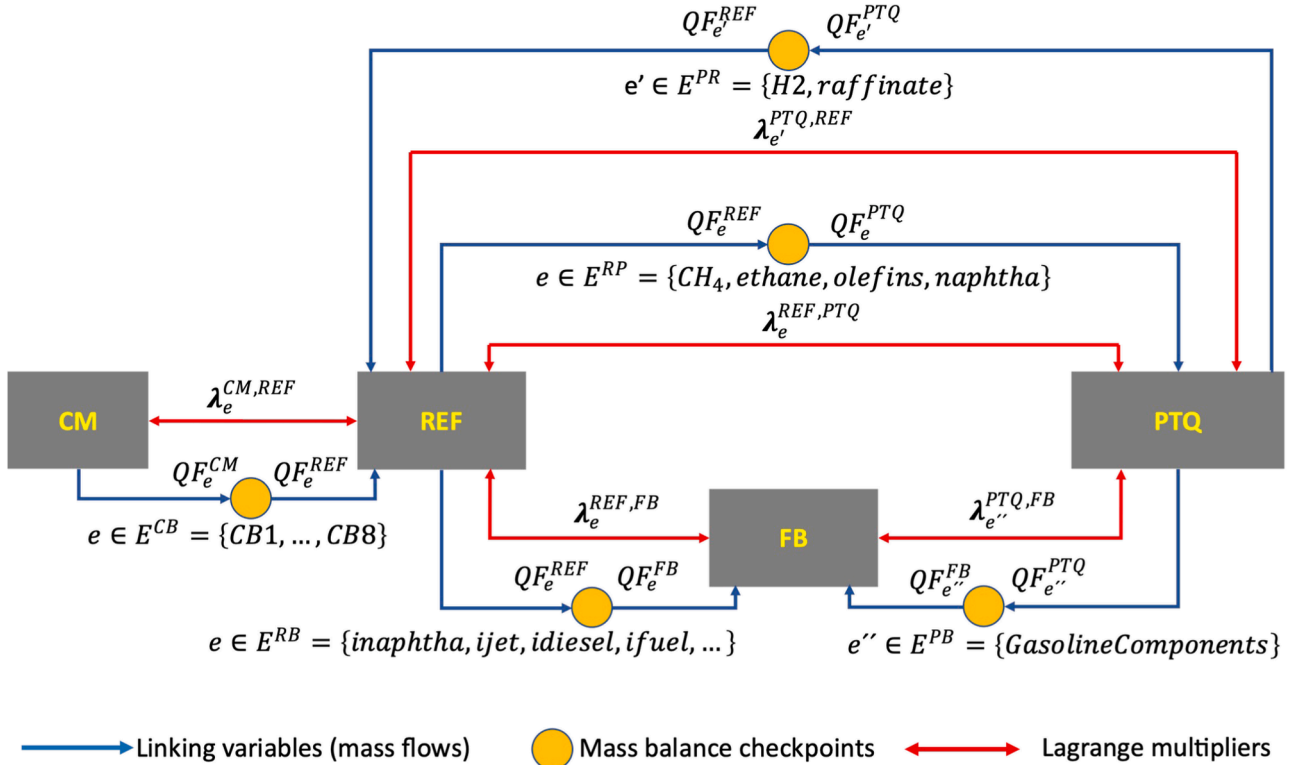 QF_{e'}^{REF} QF_{e'}^{PTQ}
e' ∈ E^{PR} = {H2, raffinate}
λ_{e'}^{PTQ,REF}
QF_e^{REF} QF_e^{PTQ}
e ∈ E^{RP} = {CH_4, ethane, olefins, naphtha}
λ_e^{REF,PTQ}
CM
λ_e^{CM,REF}
REF
PTQ
QF_e^{CM} QF_e^{REF}
e ∈ E^{CB} = {CB1, ..., CB8}
λ_e^{REF,FB}
FB
λ_{e''}^{PTQ,FB}
QF_e^{REF} QF_e^{FB}
QF_{e''}^{FB} QF_{e''}^{PTQ}
e ∈ E^{RB} = {inaphtha, ijet, idiesel, ifuel, ...}
e'' ∈ E^{PB} = {GasolineComponents}
Linking variables (mass flows)
Mass balance checkpoints
Lagrange multipliers